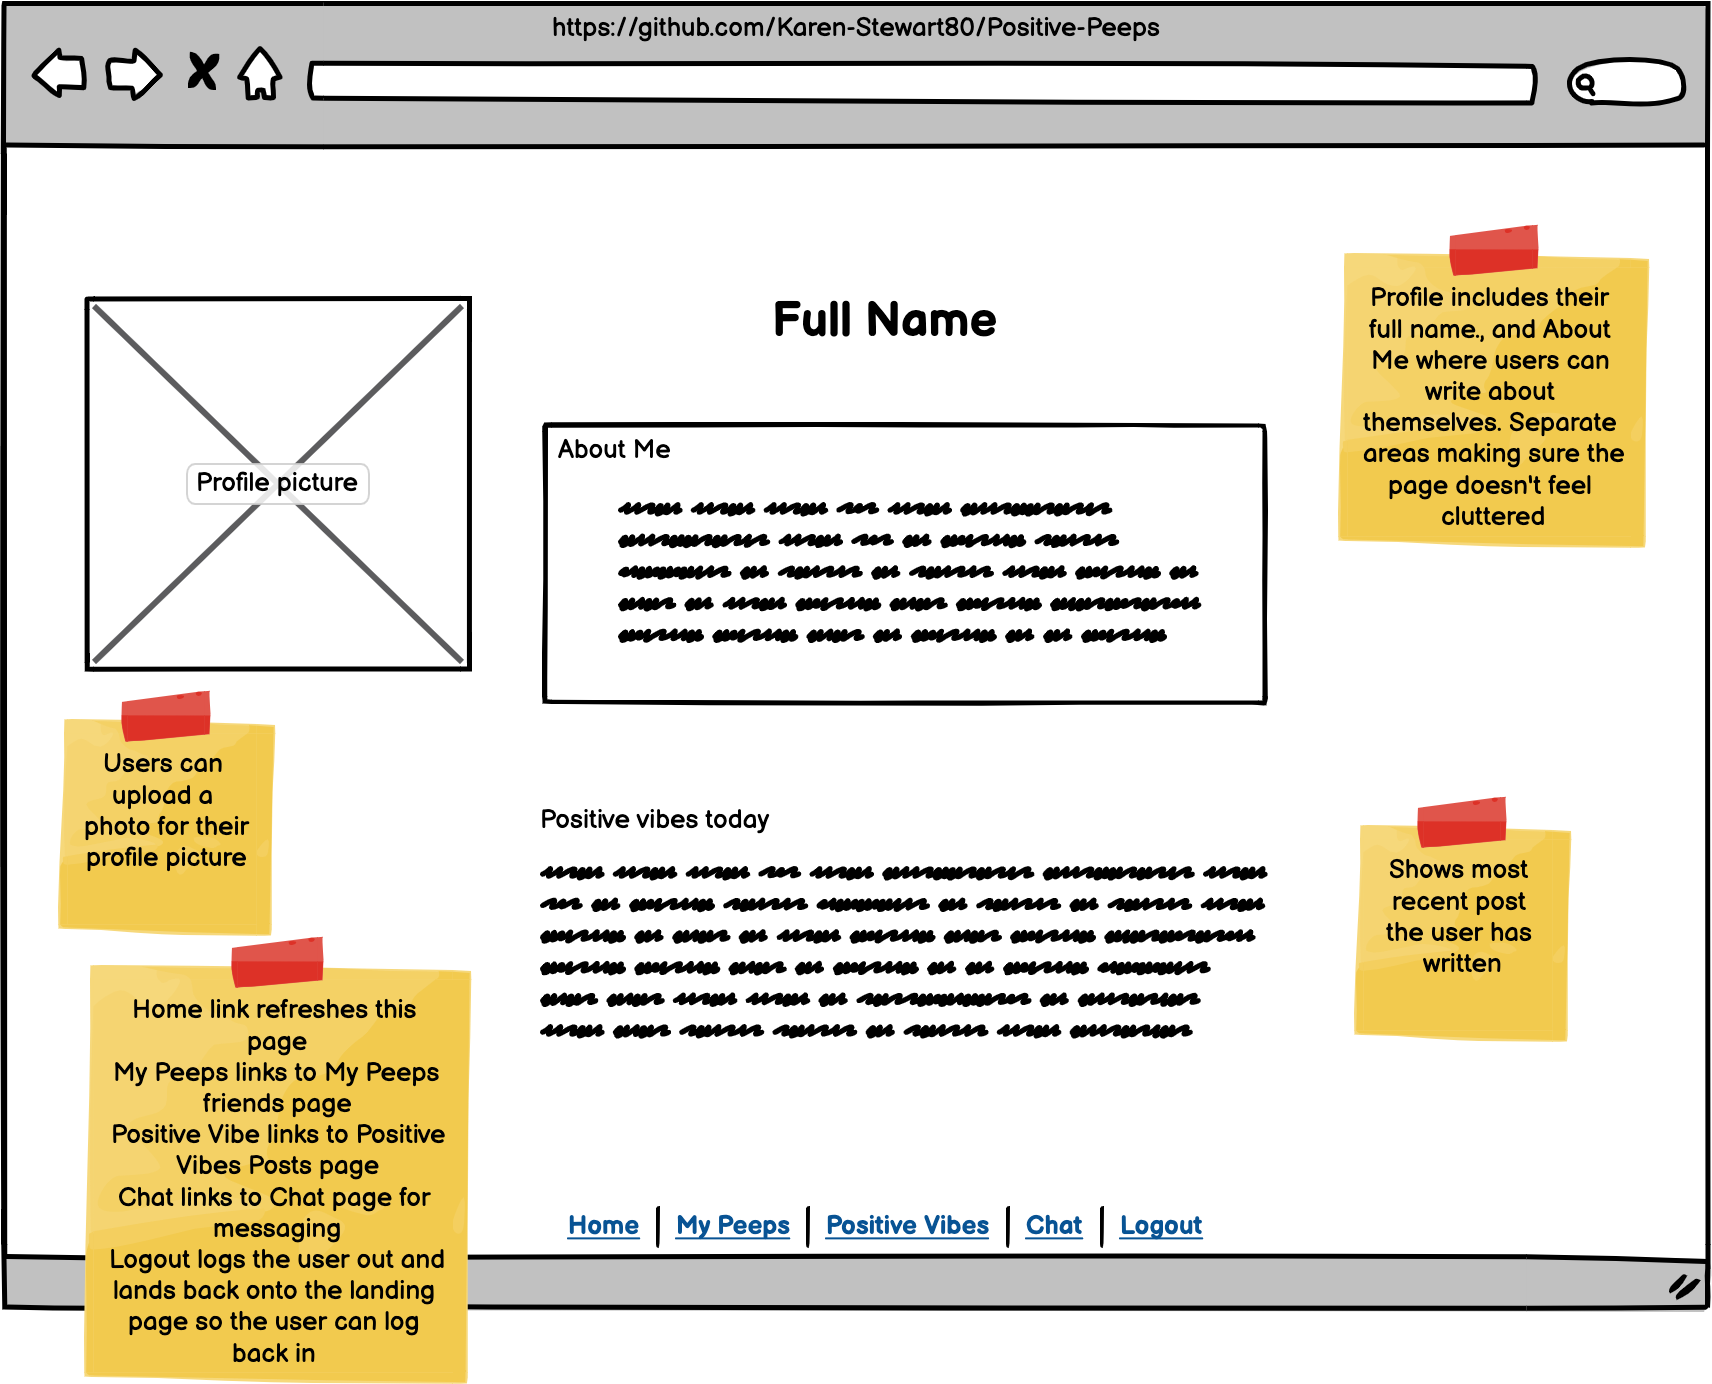 https://github.com/Karen-Stewart80/Positive-Peeps
Full Name
Profile includes their
full name., and About
Me where users can
write about
themselves. Separate
areas making sure the
page doesn't feel
cluttered
Profile picture
About Me
Users can
upload a
photo for their
profile picture
Positive vibes today
Shows most
recent post
the user has
written
Home link refreshes this
page
My Peeps links to My Peeps
friends page
Positive Vibe links to Positive
Vibes Posts page
Chat links to Chat page for
messaging
Logout logs the user out and
lands back onto the landing
page so the user can log
back in
Home | My Peeps | Positive Vibes | Chat | Logout